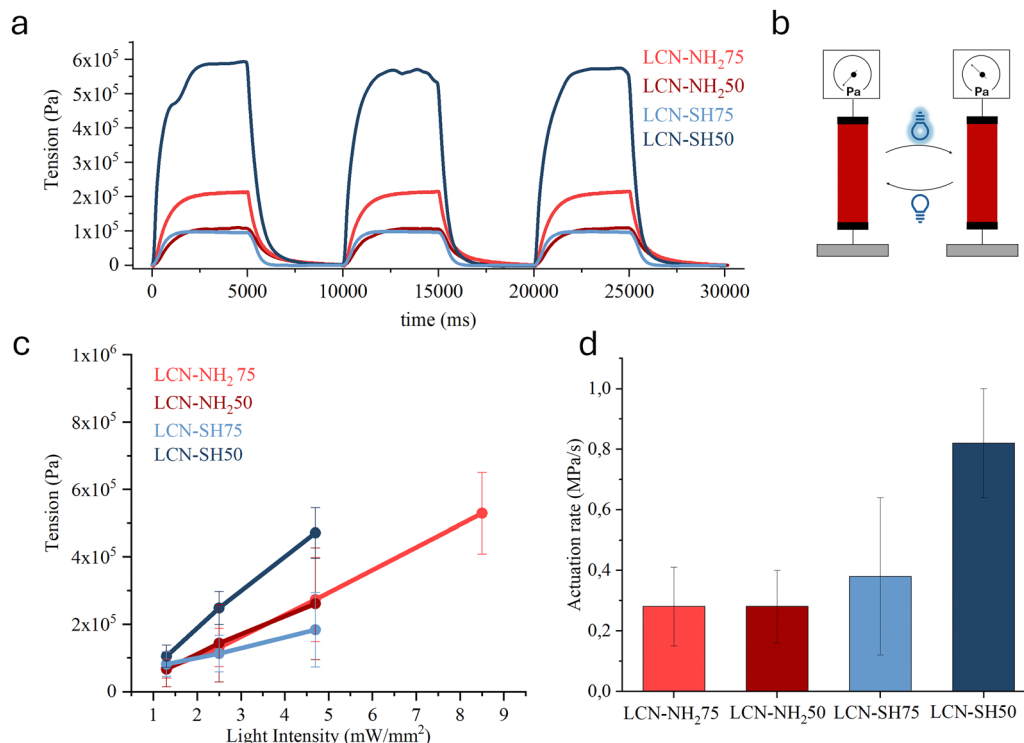 a
Tension (Pa)
6x10⁵
5x10⁵
4x10⁵
3x10⁵
2x10⁵
1x10⁵
0
LCN-NH₂75
LCN-NH₂50
LCN-SH75
LCN-SH50
0 5000 10000 15000 20000 25000 30000
time (ms)
b
Pa Pa
c
Tension (Pa)
1x10⁶
8x10⁵
6x10⁵
4x10⁵
2x10⁵
0
LCN-NH₂ 75
LCN-NH₂50
LCN-SH75
LCN-SH50
1 2 3 4 5 6 7 8 9
Light Intensity (mW/mm²)
d
Actuation rate (MPa/s)
1,0
0,8
0,6
0,4
0,2
0,0
LCN-NH₂75 LCN-NH₂50 LCN-SH75 LCN-SH50